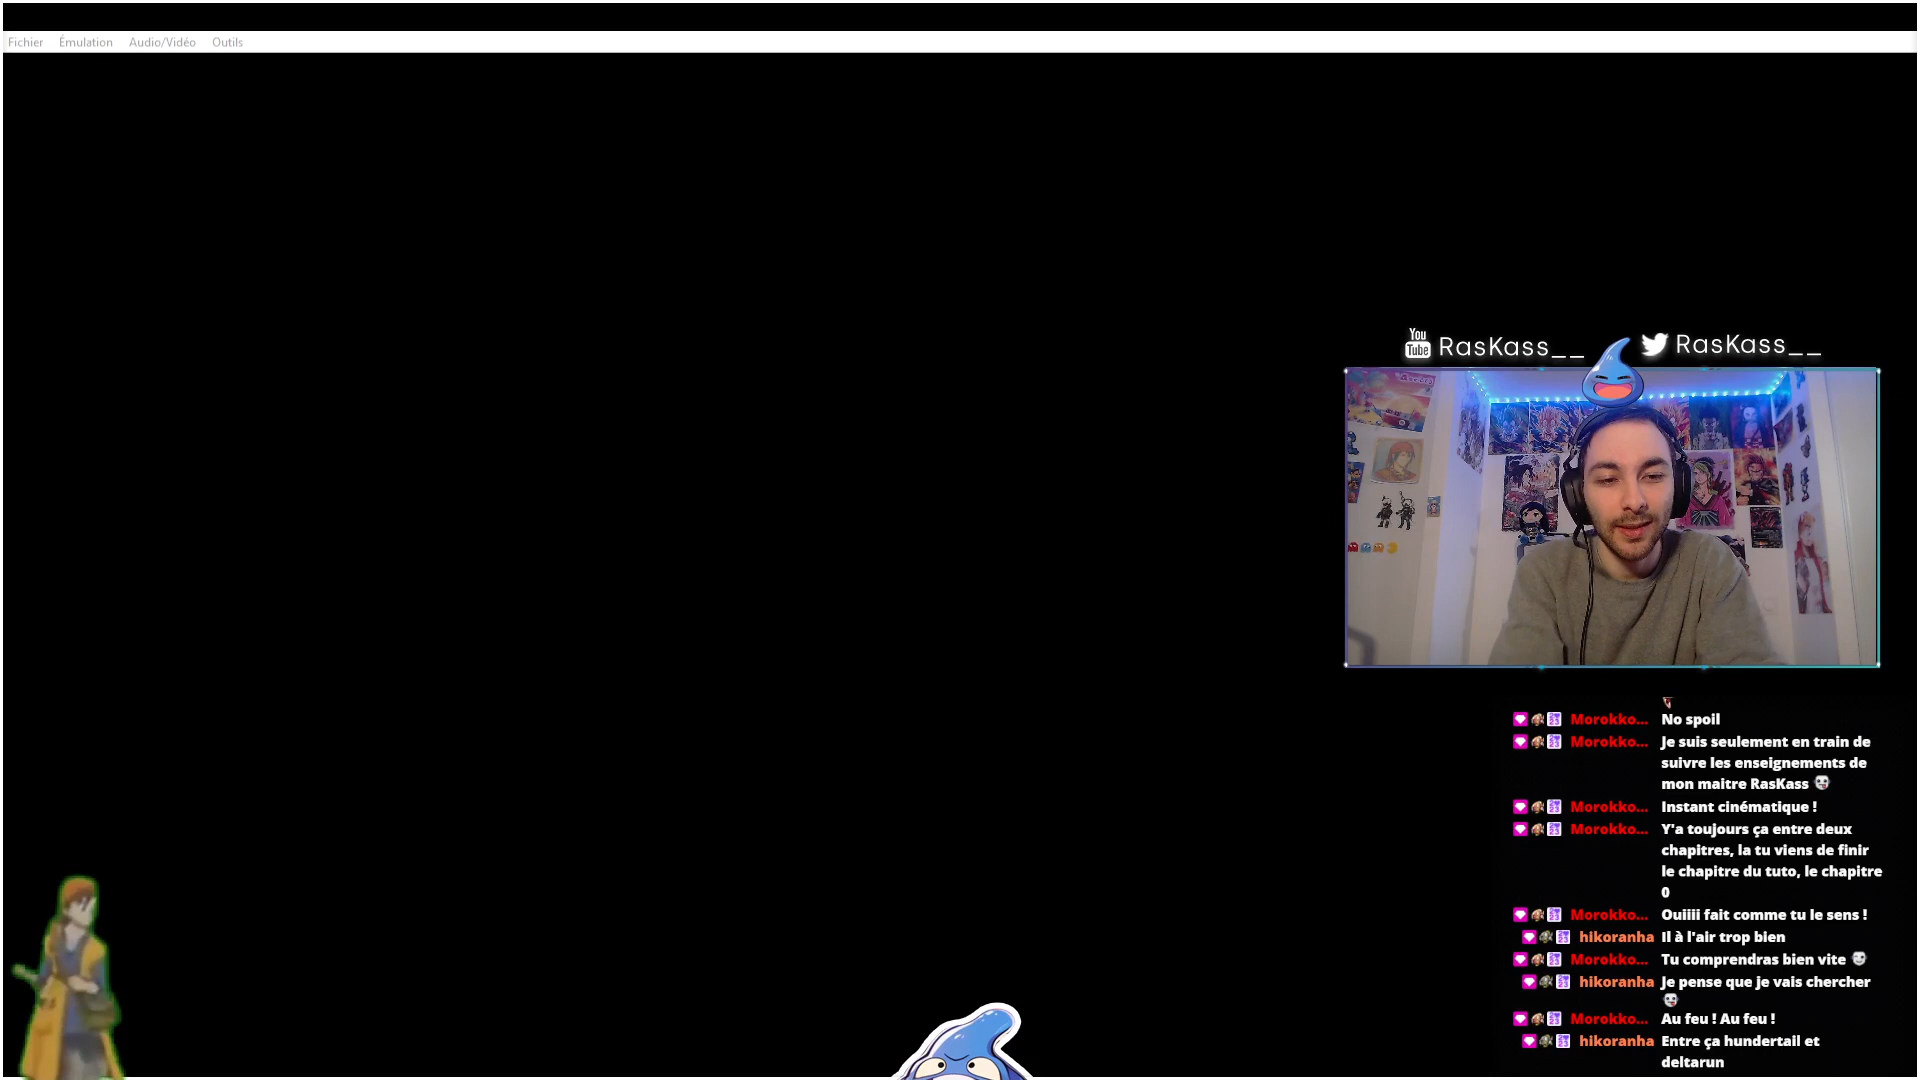 Fichier Émulation Audio/Vidéo Outils
You Tube RasKass__ RasKass__
Morokko... No spoil
Morokko... Je suis seulement en train de
suivre les enseignements de
mon maitre RasKass
Morokko... Instant cinématique !
Morokko... Y'a toujours ça entre deux
chapitres, la tu viens de finir
le chapitre du tuto, le chapitre
0
Morokko... Ouiiii fait comme tu le sens !
hikoranha Il à l'air trop bien
Morokko... Tu comprendras bien vite
hikoranha Je pense que je vais chercher
Morokko... Au feu ! Au feu !
hikoranha Entre ça hundertail et
deltarun